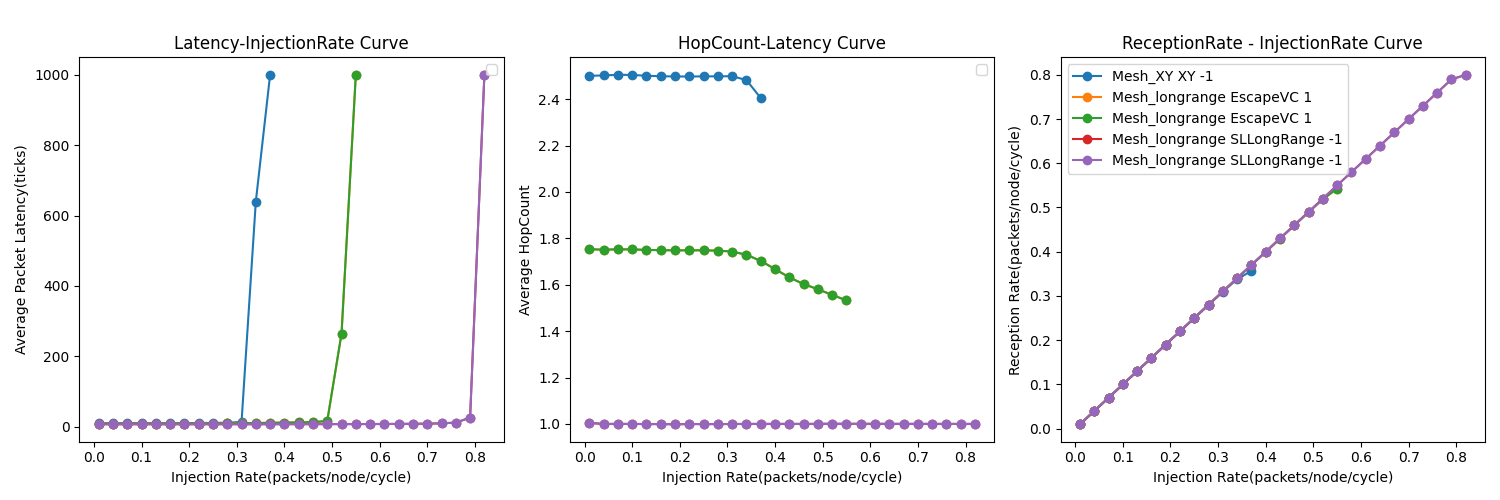 Latency-InjectionRate Curve
1000
800
600
400
200
0
Average Packet Latency(ticks)
0.0 0.1 0.2 0.3 0.4 0.5 0.6 0.7 0.8
Injection Rate(packets/node/cycle)
HopCount-Latency Curve
2.4
2.2
2.0
1.8
1.6
1.4
1.2
1.0
Average HopCount
0.0 0.1 0.2 0.3 0.4 0.5 0.6 0.7 0.8
Injection Rate(packets/node/cycle)
ReceptionRate - InjectionRate Curve
Mesh_XY XY -1
Mesh_longrange EscapeVC 1
Mesh_longrange EscapeVC 1
Mesh_longrange SLLongRange -1
Mesh_longrange SLLongRange -1
0.8
0.7
0.6
0.5
0.4
0.3
0.2
0.1
0.0
Reception Rate(packets/node/cycle)
0.0 0.1 0.2 0.3 0.4 0.5 0.6 0.7 0.8
Injection Rate(packets/node/cycle)